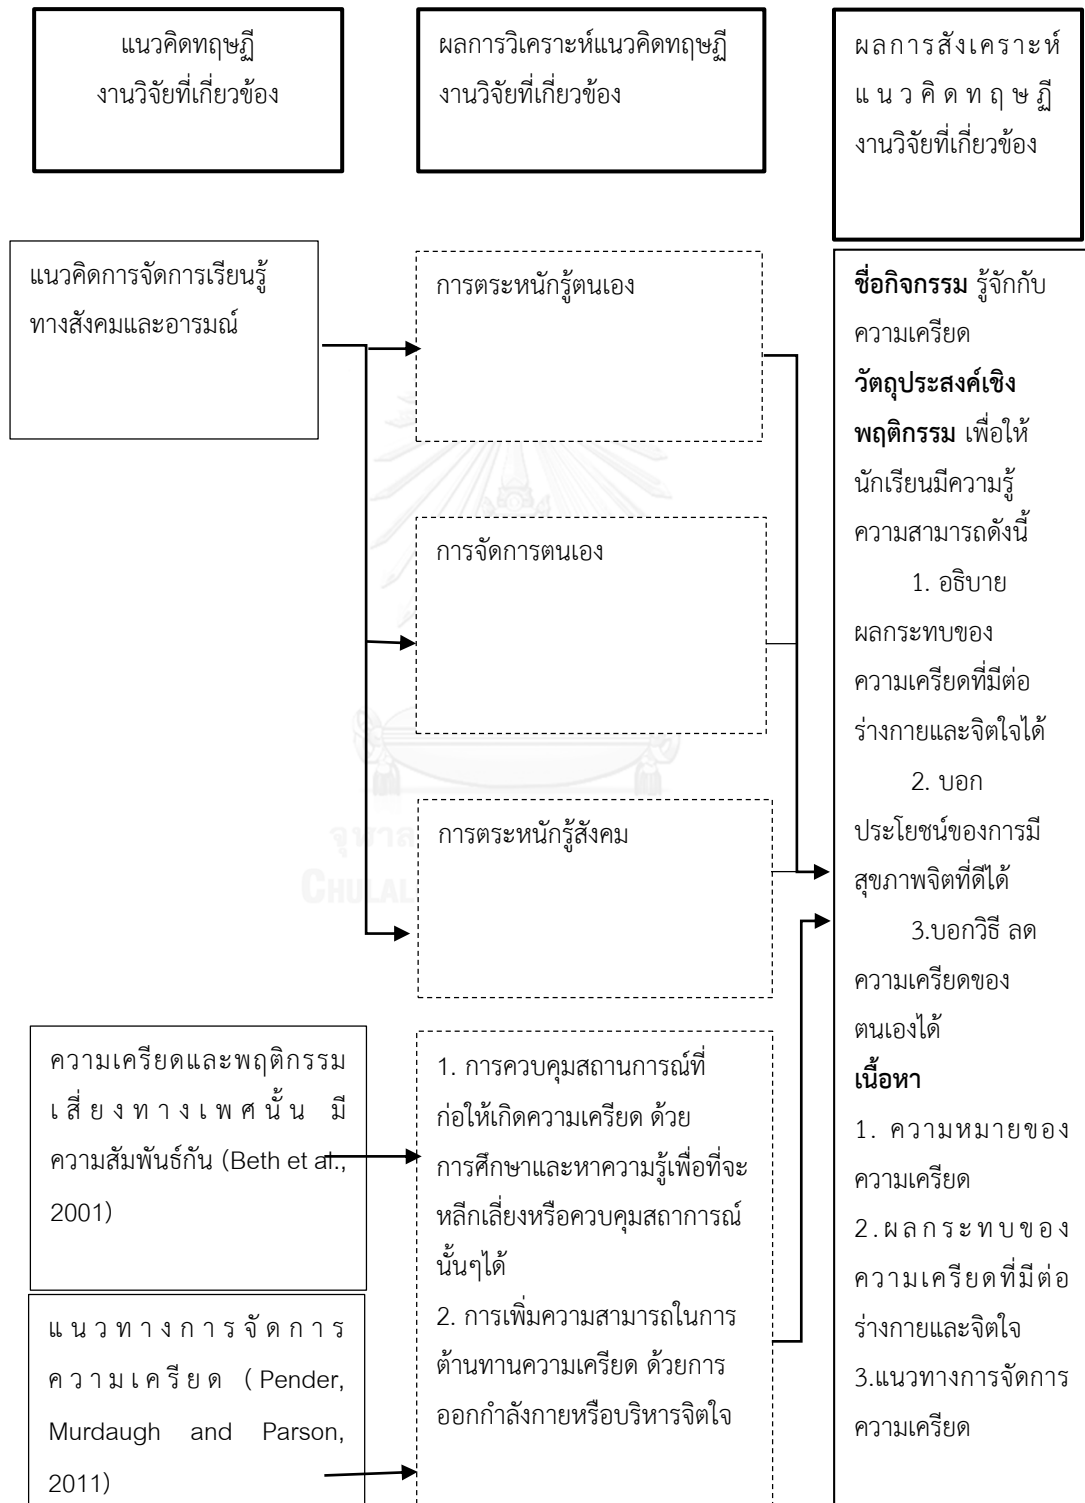 แนวคิดทฤษฏี
งานวิจัยที่เกี่ยวข้อง
ผลการวิเคราะห์แนวคิดทฤษฏี
งานวิจัยที่เกี่ยวข้อง
ผลการสังเคราะห์
แนวคิดทฤษฏี
งานวิจัยที่เกี่ยวข้อง
แนวคิดการจัดการเรียนรู้
ทางสังคมและอารมณ์
การตระหนักรู้ตนเอง
การจัดการตนเอง
การตระหนักรู้สังคม
ความเครียดและพฤติกรรม
เสี่ยงทางเพศนั้น มี
ความสัมพันธ์กัน (Beth et al.,
2001)
แนวทางการจัดการ
ความเครียด (Pender,
Murdaugh and Parson,
2011)
1. การควบคุมสถานการณ์ที่
ก่อให้เกิดความเครียด ด้วย
การศึกษาและหาความรู้เพื่อที่จะ
หลีกเลี่ยงหรือควบคุมสถาการณ์
นั้นๆได้
2. การเพิ่มความสามารถในการ
ต้านทานความเครียด ด้วยการ
ออกกำลังกายหรือบริหารจิตใจ
ชื่อกิจกรรม รู้จักกับ
ความเครียด
วัตถุประสงค์เชิง
พฤติกรรม เพื่อให้
นักเรียนมีความรู้
ความสามารถดังนี้
1. อธิบาย
ผลกระทบของ
ความเครียดที่มีต่อ
ร่างกายและจิตใจได้
2. บอก
ประโยชน์ของการมี
สุขภาพจิตที่ดีได้
3.บอกวิธี ลด
ความเครียดของ
ตนเองได้
เนื้อหา
1. ความหมายของ
ความเครียด
2.ผลกระทบของ
ความเครียดที่มีต่อ
ร่างกายและจิตใจ
3.แนวทางการจัดการ
ความเครียด